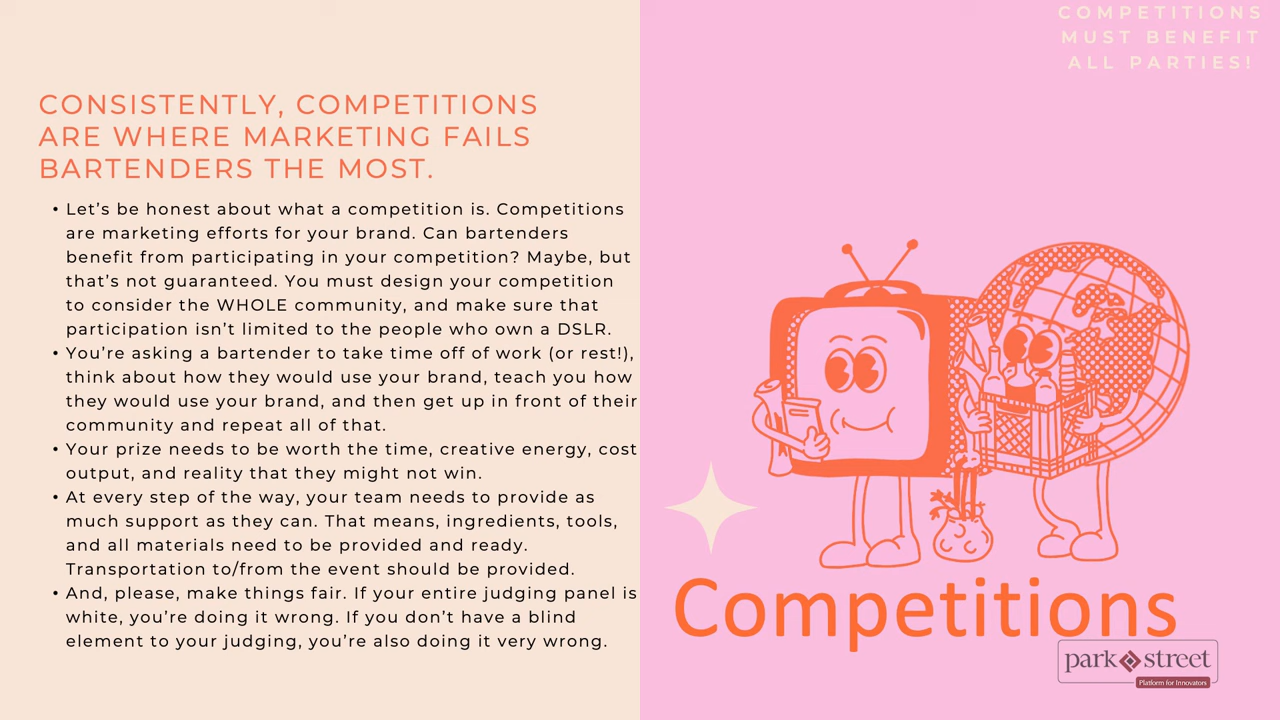 CONSISTENTLY, COMPETITIONS
ARE WHERE MARKETING FAILS
BARTENDERS THE MOST.
• Let's be honest about what a competition is. Competitions
are marketing efforts for your brand. Can bartenders
benefit from participating in your competition? Maybe, but
that's not guaranteed. You must design your competition
to consider the WHOLE community, and make sure that
participation isn't limited to the people who own a DSLR.
• You're asking a bartender to take time off of work (or rest!),
think about how they would use your brand, teach you how
they would use your brand, and then get up in front of their
community and repeat all of that.
• Your prize needs to be worth the time, creative energy, cost
output, and reality that they might not win.
• At every step of the way, your team needs to provide as
much support as they can. That means, ingredients, tools,
and all materials need to be provided and ready.
Transportation to/from the event should be provided.
• And, please, make things fair. If your entire judging panel is
white, you're doing it wrong. If you don't have a blind
element to your judging, you're also doing it very wrong.
COMPETITIONS
MUST BENEFIT
ALL PARTIES!
Competitions
park street
Platform for Innovators